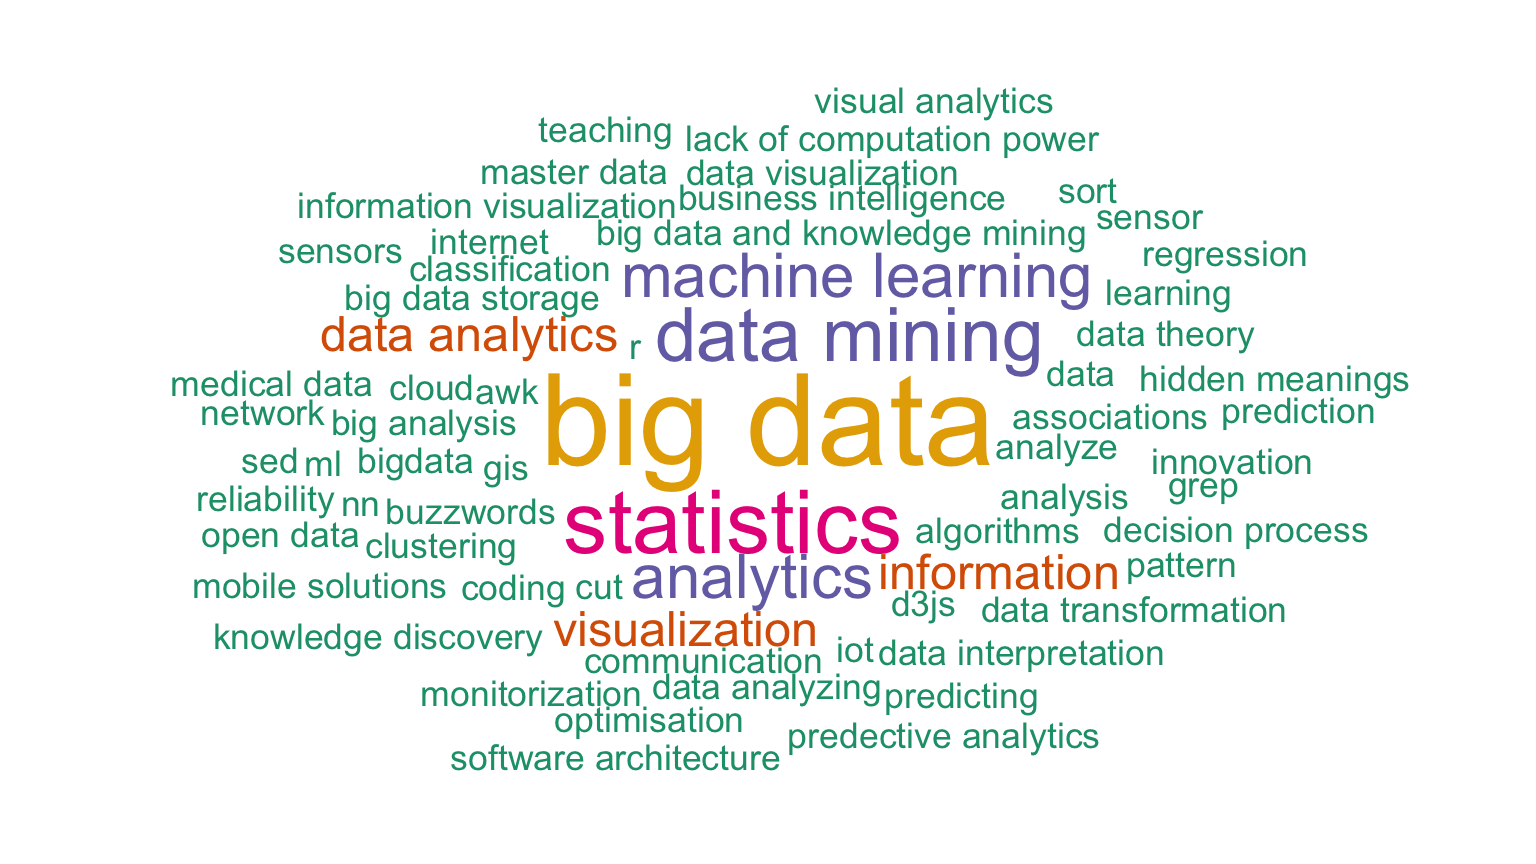 visual analytics
teaching
lack of computation power
master data
data visualization
information visualization
business intelligence
sort
sensor
sensors
internet
big data and knowledge mining
regression
classification
machine learning
learning
big data storage
data analytics
r
data mining
data theory
medical data
cloud
awk
big data
data
hidden meanings
network
big analysis
associations
prediction
analyze
sed
ml
bigdata
gis
innovation
grep
reliability
nn
buzzwords
statistics
analysis
open data
clustering
algorithms
decision process
mobile solutions
coding
cut
analytics
information
pattern
d3js
data transformation
knowledge discovery
visualization
communication
iot
data interpretation
monitorization
data analyzing
predicting
optimisation
predective analytics
software architecture